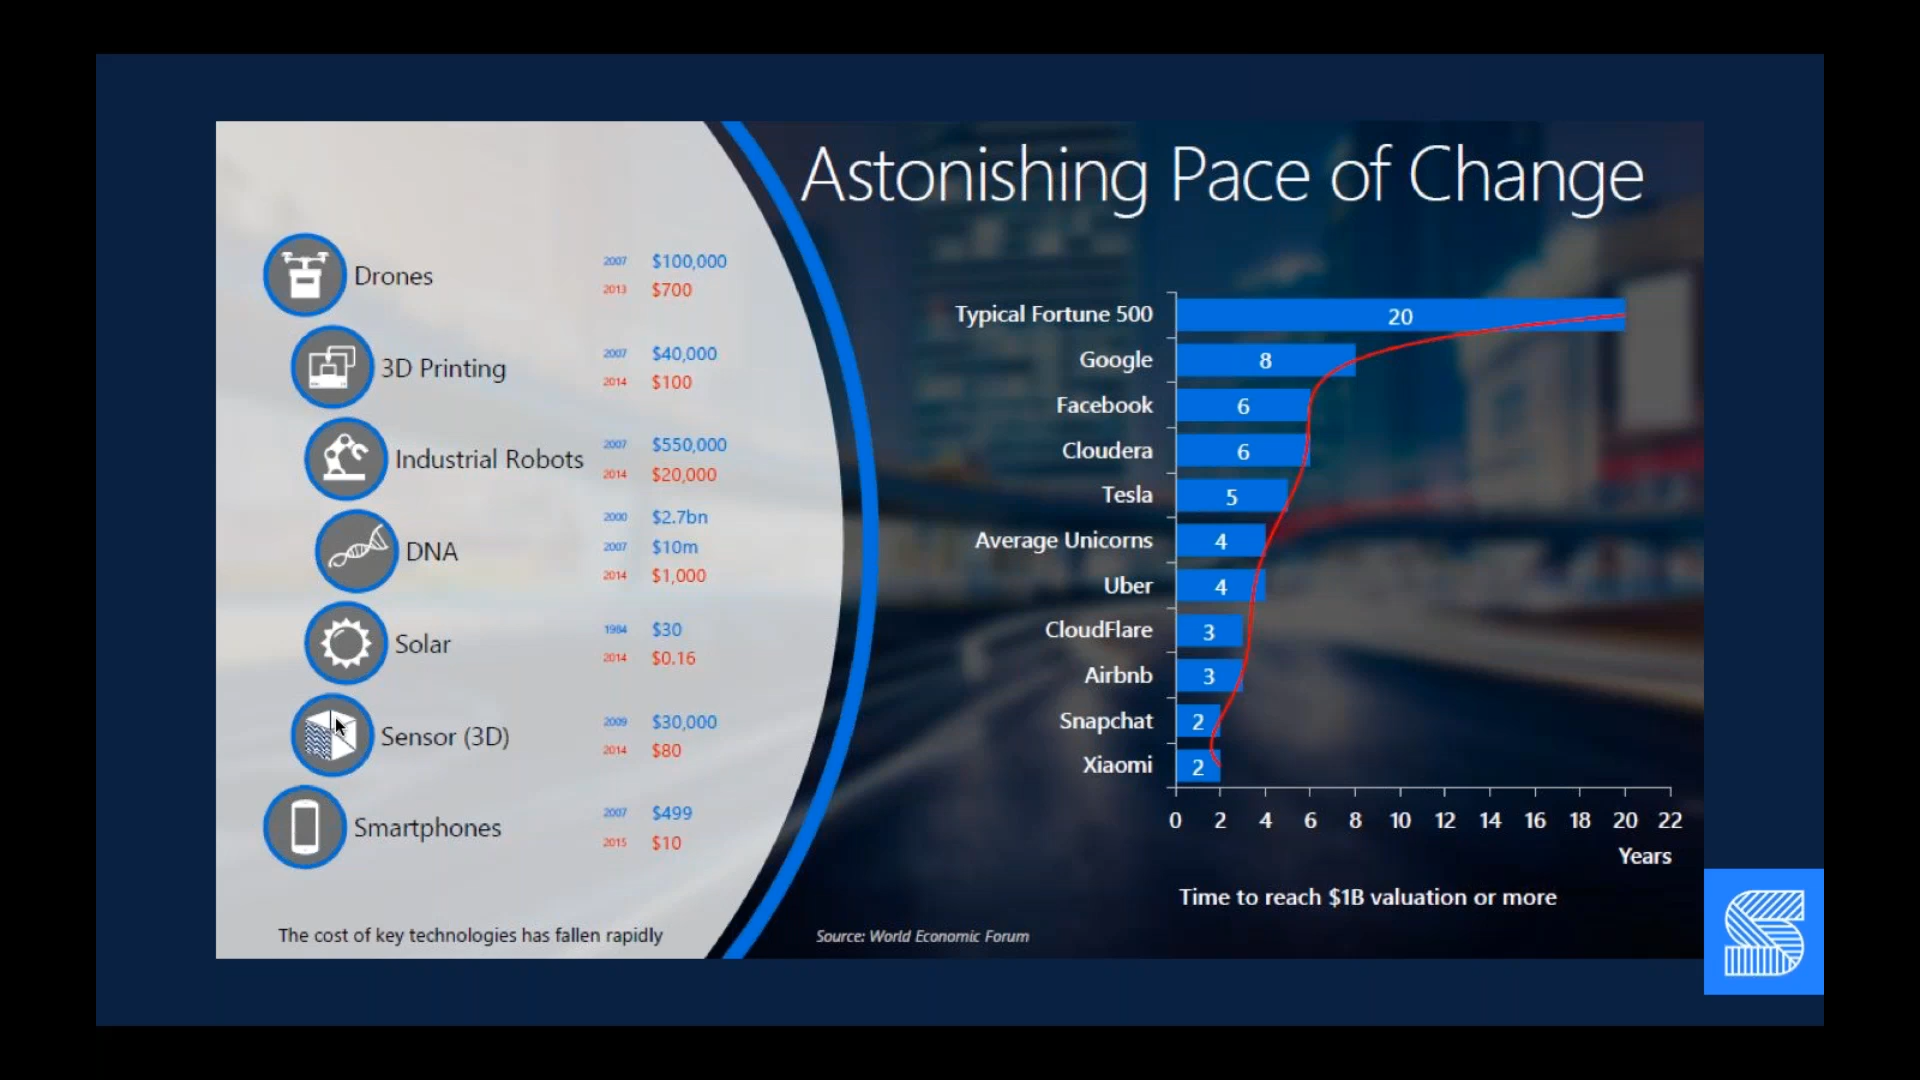 Astonishing Pace of Change
Drones
2007 $100,000
2013 $700
3D Printing
2007 $40,000
2014 $100
Industrial Robots
2007 $550,000
2014 $20,000
DNA
2000 $2.7bn
2007 $10m
2014 $1,000
Solar
1984 $30
2014 $0.16
Sensor (3D)
2009 $30,000
2014 $80
Smartphones
2007 $499
2015 $10
The cost of key technologies has fallen rapidly
Typical Fortune 500 20
Google 8
Facebook 6
Cloudera 6
Tesla 5
Average Unicorns 4
Uber 4
CloudFlare 3
Airbnb 3
Snapchat 2
Xiaomi 2
0 2 4 6 8 10 12 14 16 18 20 22
Years
Time to reach $1B valuation or more
Source: World Economic Forum
S